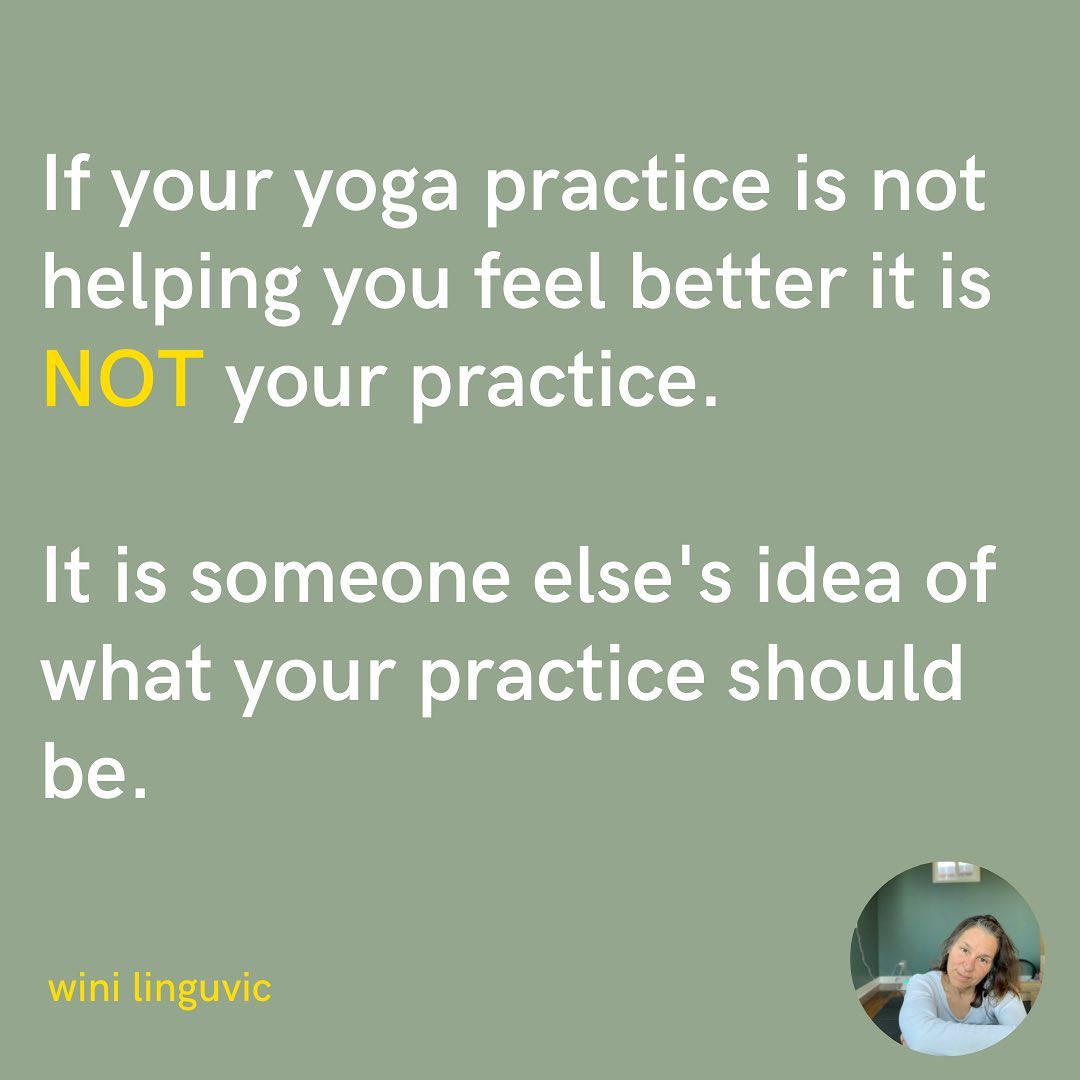 If your yoga practice is not
helping you feel better it is
NOT your practice.
It is someone else's idea of
what your practice should
be.
wini linguvic